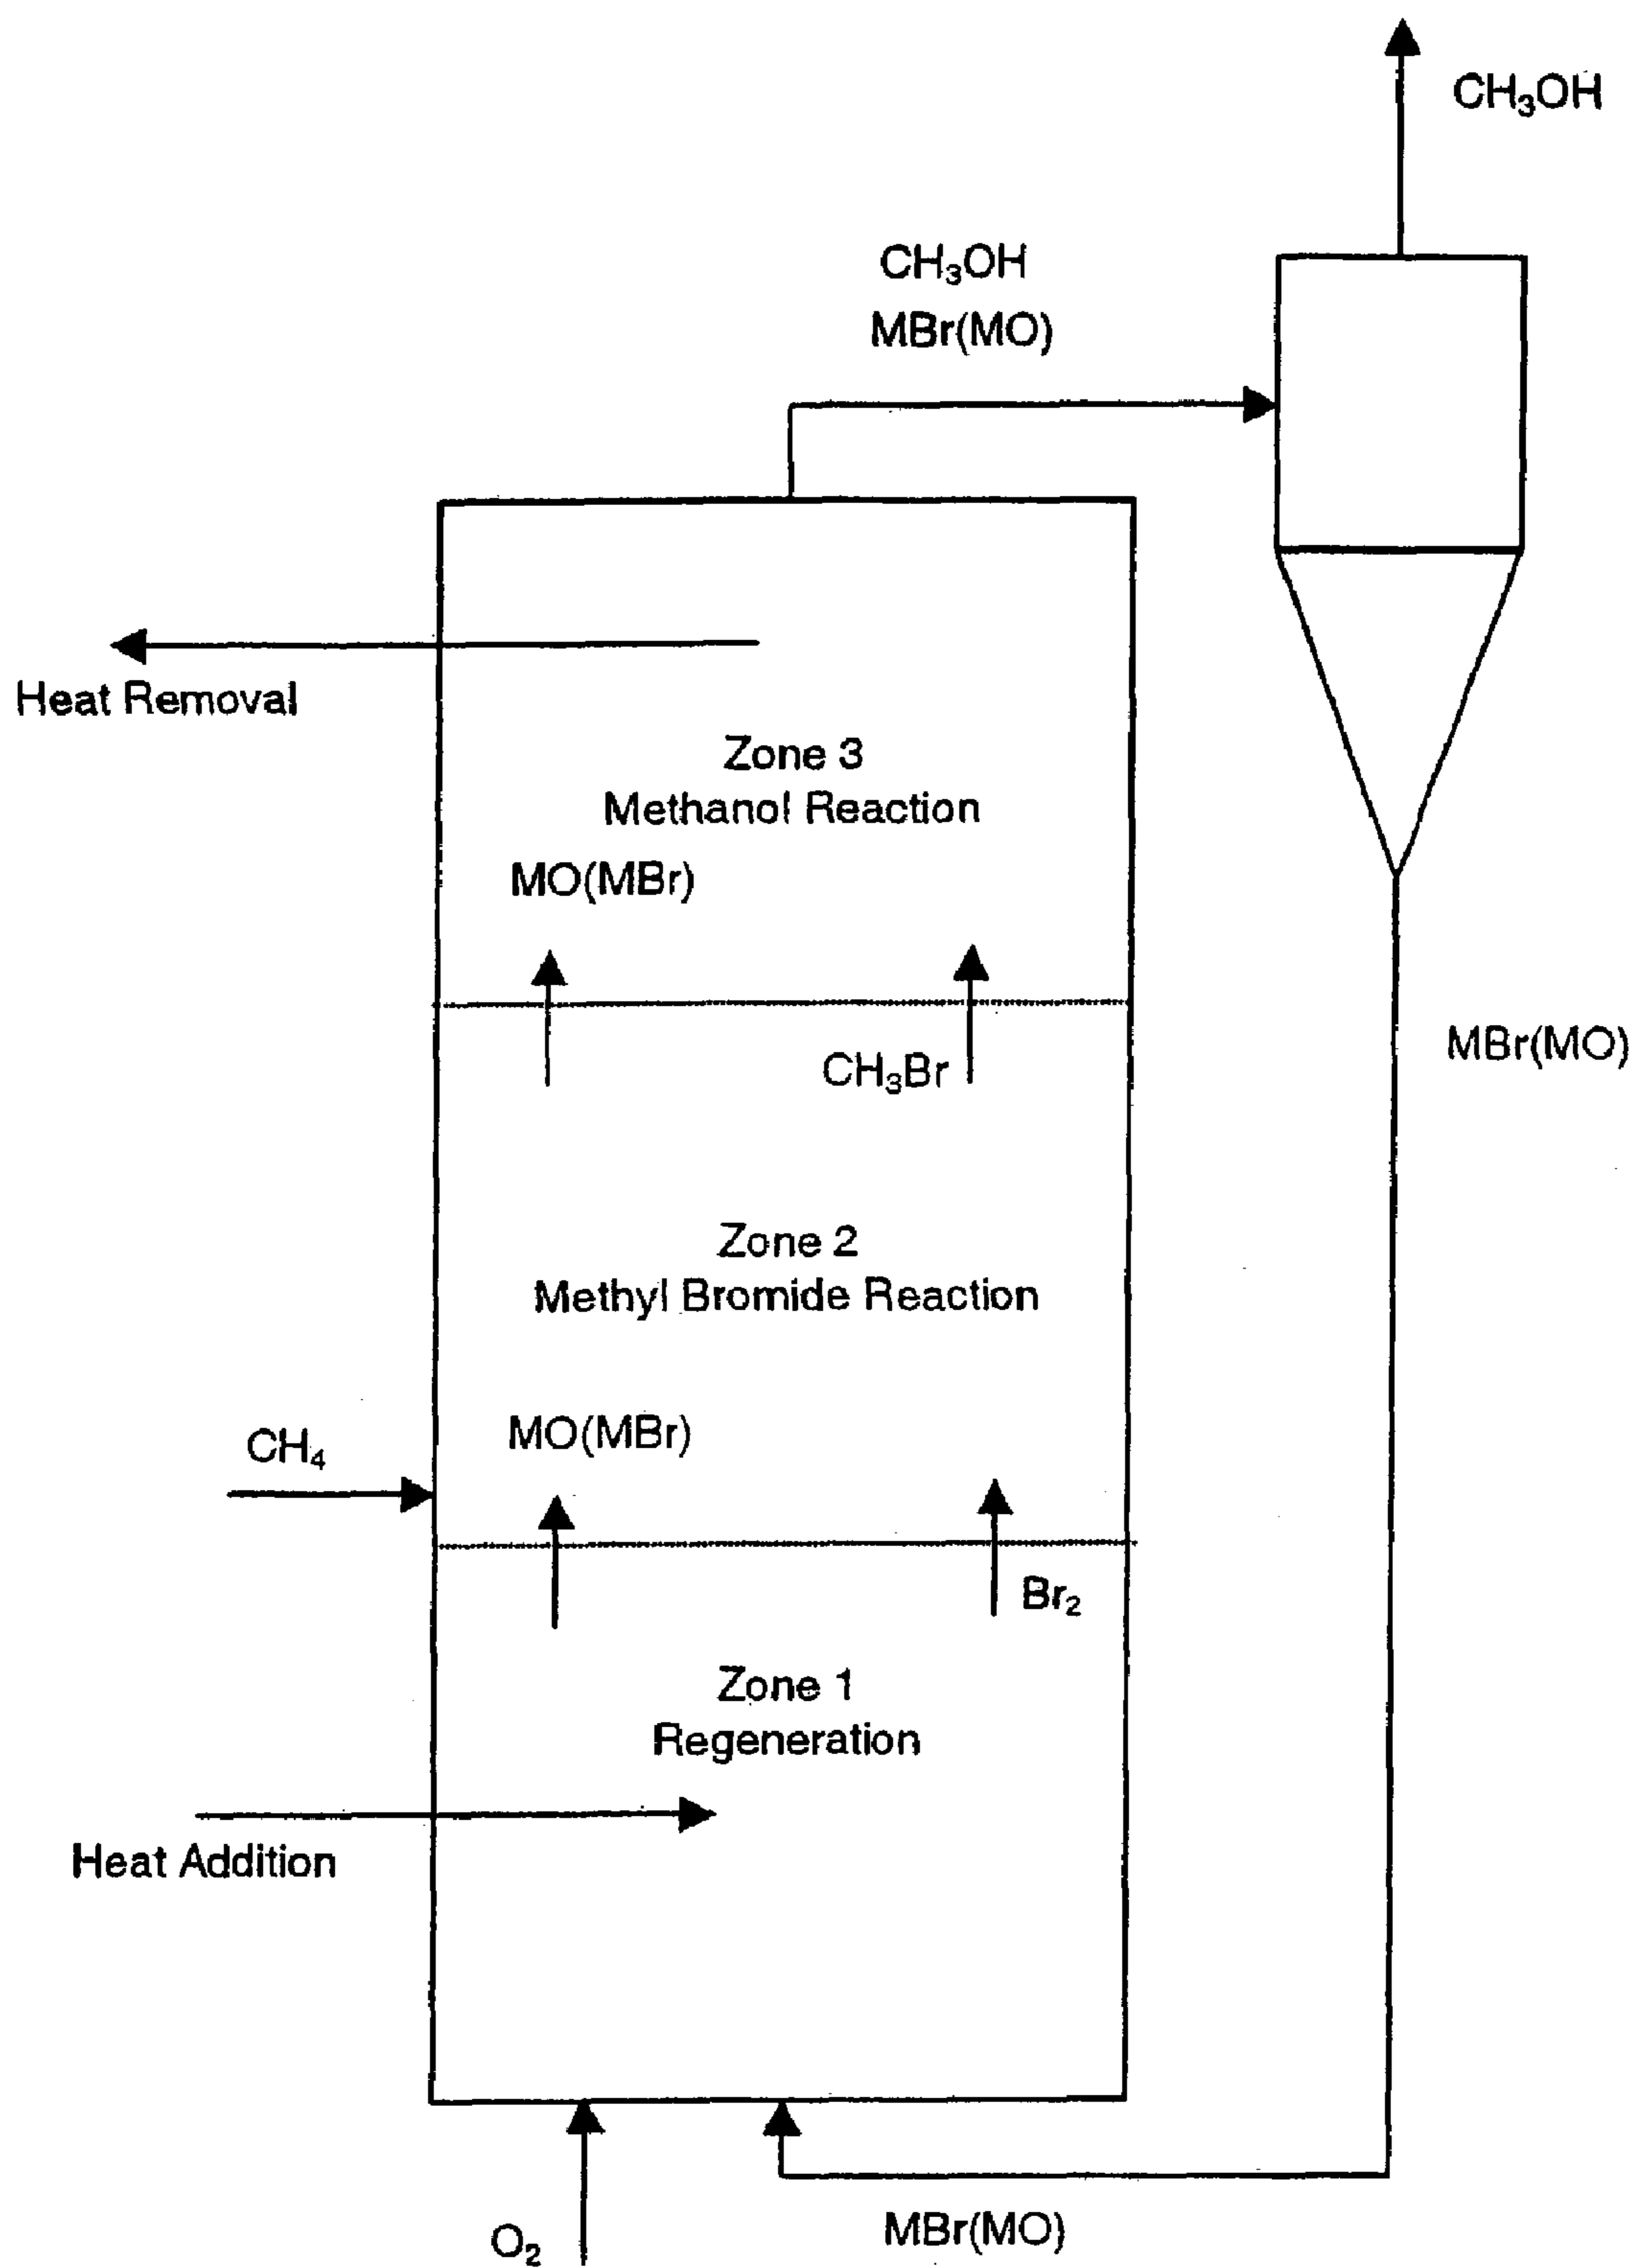 CH₃OH
CH₃OH
MBr(MO)
Heat Removal
Zone 3
Methanol Reaction
MO(MBr)
CH₃Br
MBr(MO)
Zone 2
Methyl Bromide Reaction
CH₄
MO(MBr)
Br₂
Zone 1
Regeneration
Heat Addition
O₂
MBr(MO)